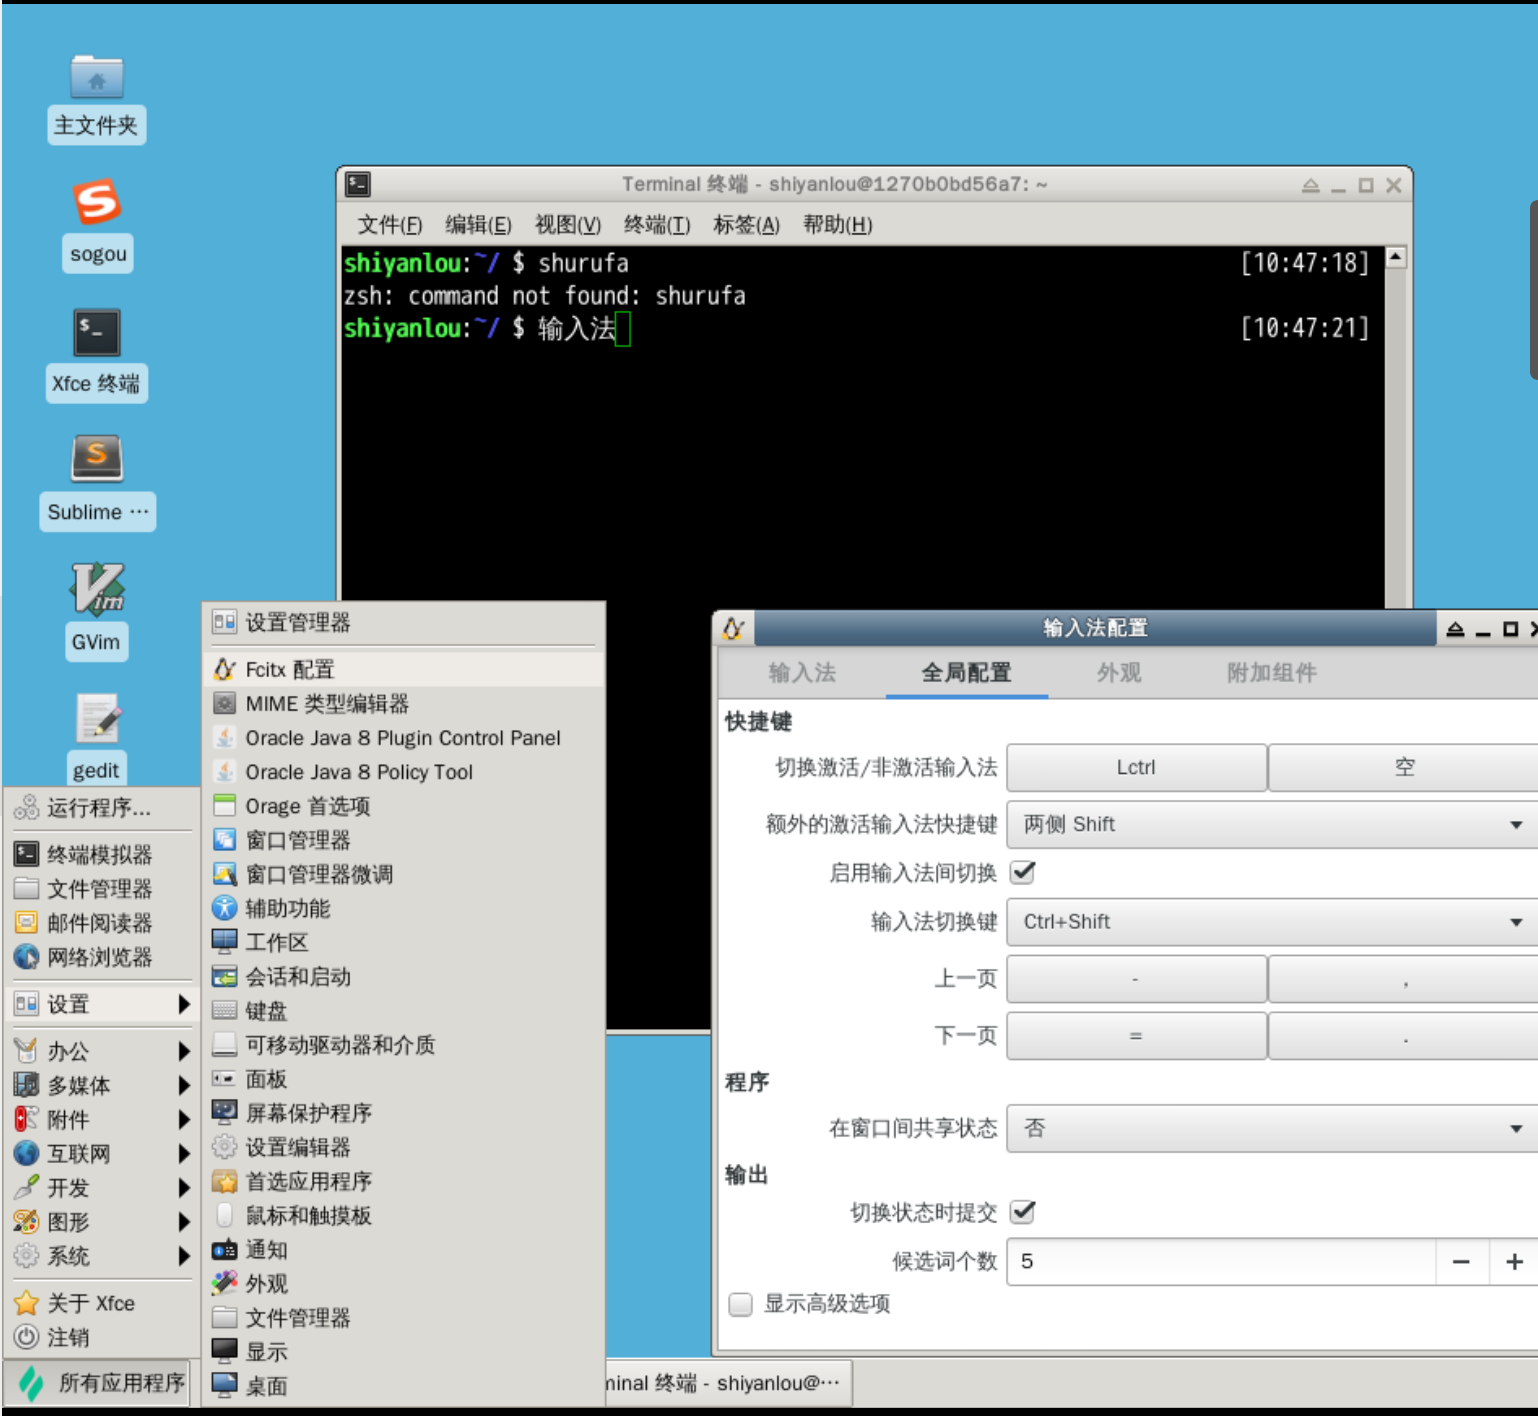 主文件夹
sogou
Xfce 终端
Sublime ⋯
GVim
gedit
Terminal 终端 - shiyanlou@1270b0bd56a7: ~
文件(F) 编辑(E) 视图(V) 终端(T) 标签(A) 帮助(H)
shiyanlou:~/ $ shurufa [10:47:18]
zsh: command not found: shurufa
shiyanlou:~/ $ 输入法 [10:47:21]
运行程序...
终端模拟器
文件管理器
邮件阅读器
网络浏览器
设置
办公
多媒体
附件
互联网
开发
图形
系统
关于 Xfce
注销
所有应用程序
设置管理器
Fcitx 配置
MIME 类型编辑器
Oracle Java 8 Plugin Control Panel
Oracle Java 8 Policy Tool
Orage 首选项
窗口管理器
窗口管理器微调
辅助功能
工作区
会话和启动
键盘
可移动驱动器和介质
面板
屏幕保护程序
设置编辑器
首选应用程序
鼠标和触摸板
通知
外观
文件管理器
显示
桌面
minal 终端 - shiyanlou@⋯
输入法配置
输入法 全局配置 外观 附加组件
快捷键
切换激活/非激活输入法 Lctrl 空
额外的激活输入法快捷键 两侧 Shift
启用输入法间切换
输入法切换键 Ctrl+Shift
上一页 - ,
下一页 = .
程序
在窗口间共享状态 否
输出
切换状态时提交
候选词个数 5 − +
显示高级选项